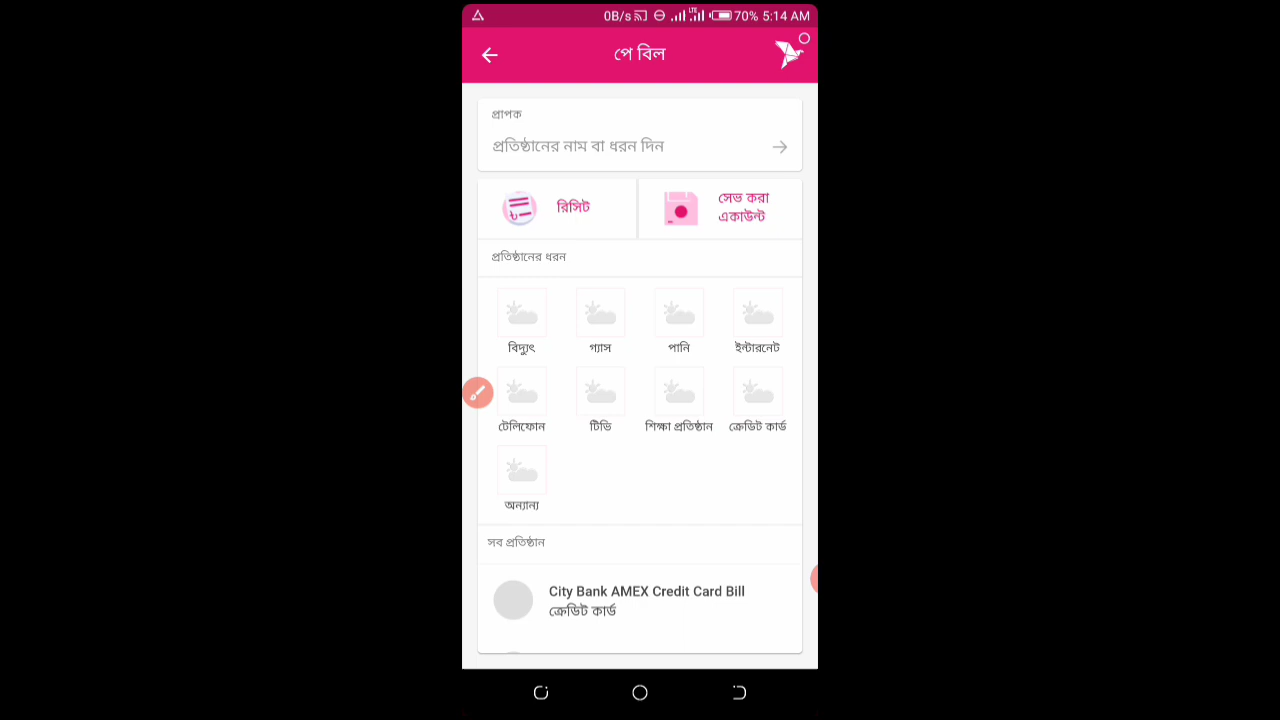 0B/s LTE 70% 5:14 AM
পে বিল
প্রাপক
প্রতিষ্ঠানের নাম বা ধরন দিন
রিসিট
সেভ করা
একাউন্ট
প্রতিষ্ঠানের ধরন
বিদ্যুৎ গ্যাস পানি ইন্টারনেট
টেলিফোন টিভি শিক্ষা প্রতিষ্ঠান ক্রেডিট কার্ড
অন্যান্য
সব প্রতিষ্ঠান
City Bank AMEX Credit Card Bill
ক্রেডিট কার্ড